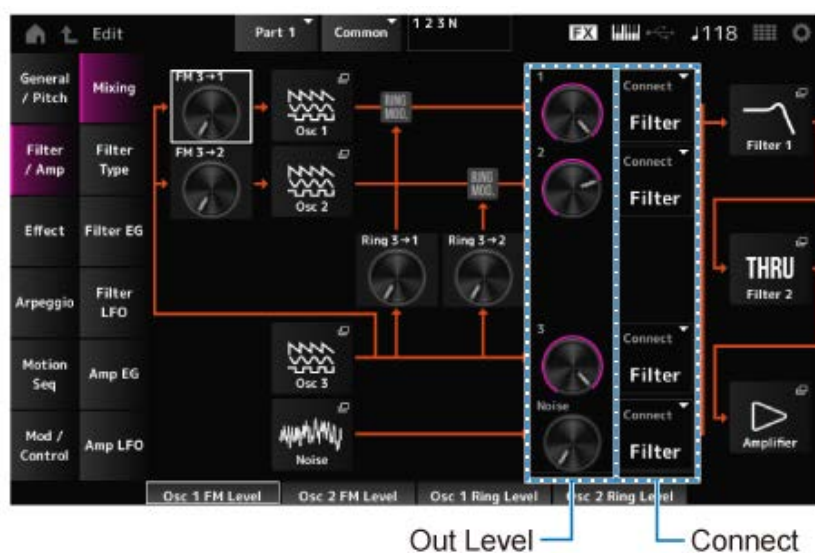 Edit
Part 1
Common
1 2 3 N
FX
♩118
General
/ Pitch
Mixing
FM 3→1
Osc 1
RING
MOD.
1
Connect
Filter
Filter 1
Filter
/ Amp
Filter
Type
FM 3→2
Osc 2
RING
MOD.
2
Connect
Filter
Effect
Filter EG
Ring 3→1
Ring 3→2
THRU
Filter 2
Arpeggio
Filter
LFO
Motion
Seq
Amp EG
Osc 3
3
Connect
Filter
Mod /
Control
Amp LFO
Noise
Noise
Connect
Filter
Amplifier
Osc 1 FM Level
Osc 2 FM Level
Osc 1 Ring Level
Osc 2 Ring Level
Out Level
Connect